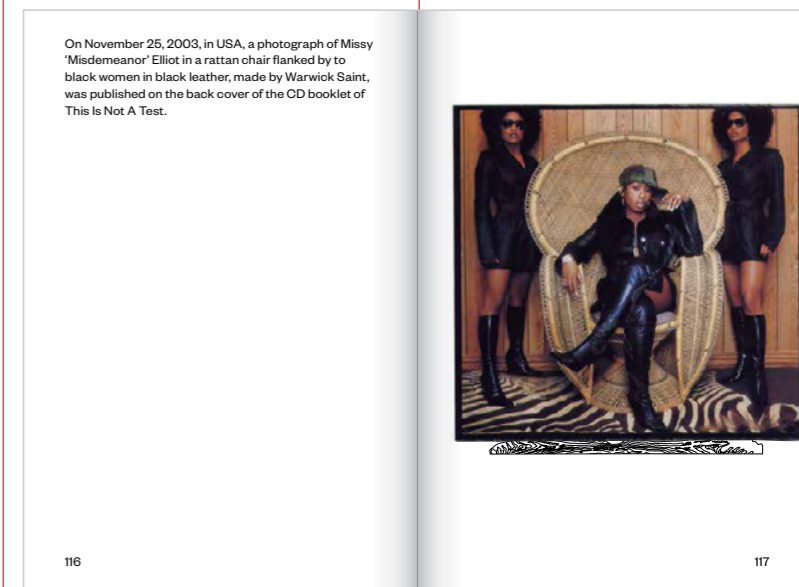 On November 25, 2003, in USA, a photograph of Missy
‘Misdemeanor’ Elliot in a rattan chair flanked by to
black women in black leather, made by Warwick Saint,
was published on the back cover of the CD booklet of
This Is Not A Test.
116
117